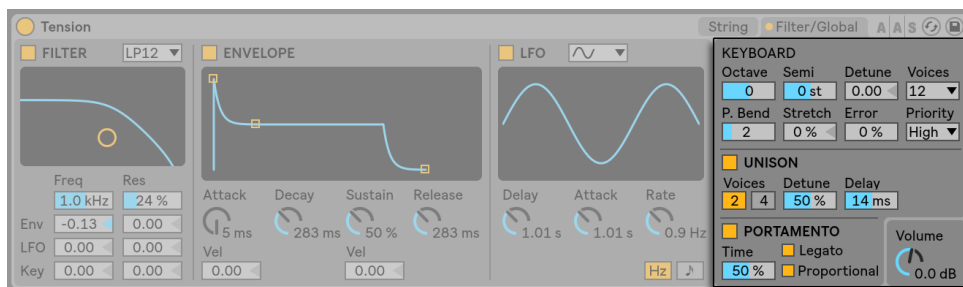 Tension String Filter/Global A A S
FILTER LP12 ENVELOPE LFO KEYBOARD
Octave Semi Detune Voices
0 0 st 0.00 12
P. Bend Stretch Error Priority
2 0 % 0 % High
UNISON
Freq Res
Voices Detune Delay
1.0 kHz 24 % Attack Decay Sustain Release Delay Attack Rate
2 4 50 % 14 ms
Env -0.13 0.00 5 ms 283 ms 50 % 283 ms 1.01 s 1.01 s 0.9 Hz
PORTAMENTO Volume
LFO 0.00 0.00 Vel Vel
Time Legato
Key 0.00 0.00 0.00 0.00 Hz
50 % Proportional 0.0 dB